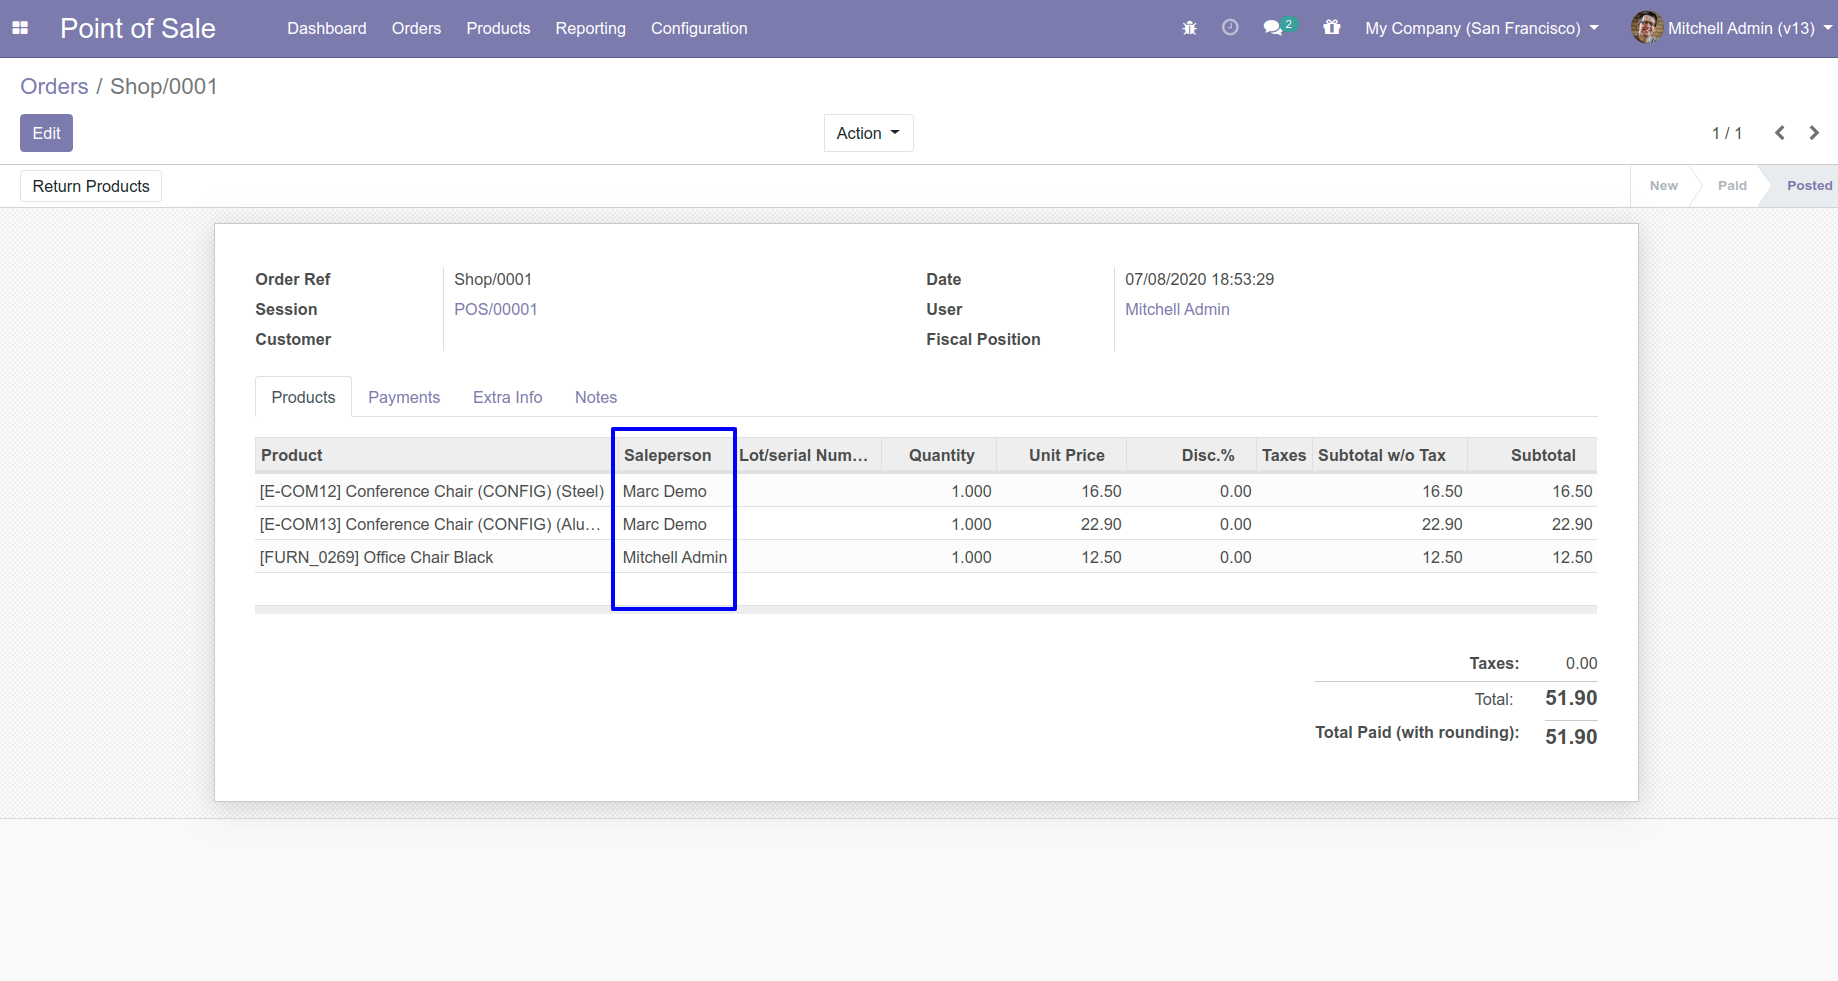 Point of Sale Dashboard Orders Products Reporting Configuration 2 My Company (San Francisco) Mitchell Admin (v13)
Orders / Shop/0001
Edit Action 1 / 1
Return Products New Paid Posted
Order Ref Shop/0001 Date 07/08/2020 18:53:29
Session POS/00001 User Mitchell Admin
Customer Fiscal Position
Products Payments Extra Info Notes
Product Saleperson Lot/serial Num... Quantity Unit Price Disc.% Taxes Subtotal w/o Tax Subtotal
[E-COM12] Conference Chair (CONFIG) (Steel) Marc Demo 1.000 16.50 0.00 16.50 16.50
[E-COM13] Conference Chair (CONFIG) (Alu... Marc Demo 1.000 22.90 0.00 22.90 22.90
[FURN_0269] Office Chair Black Mitchell Admin 1.000 12.50 0.00 12.50 12.50
Taxes: 0.00
Total: 51.90
Total Paid (with rounding): 51.90